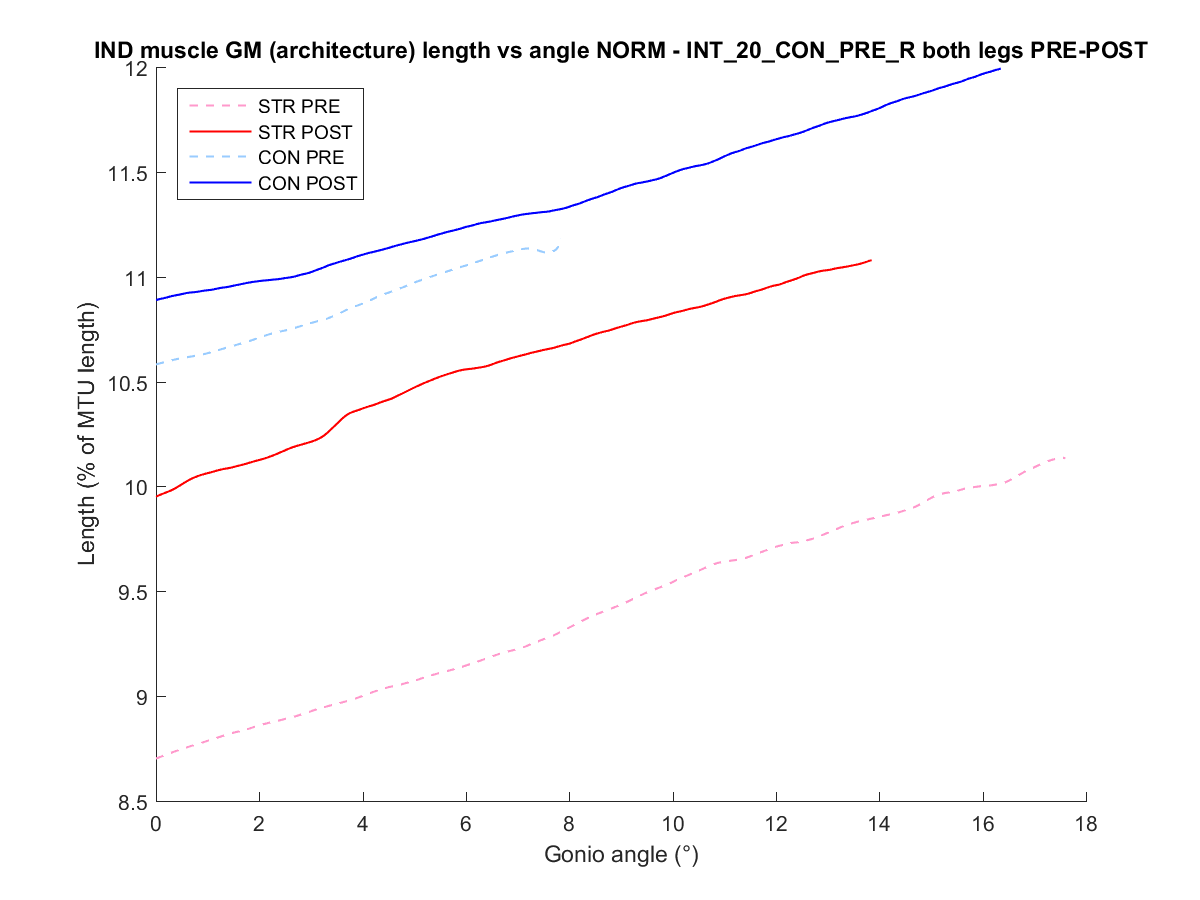 IND muscle GM (architecture) length vs angle NORM - INT_20_CON_PRE_R both legs PRE-POST
STR PRE
STR POST
CON PRE
CON POST
12
11.5
11
10.5
10
9.5
9
8.5
Length (% of MTU length)
0 2 4 6 8 10 12 14 16 18
Gonio angle (°)